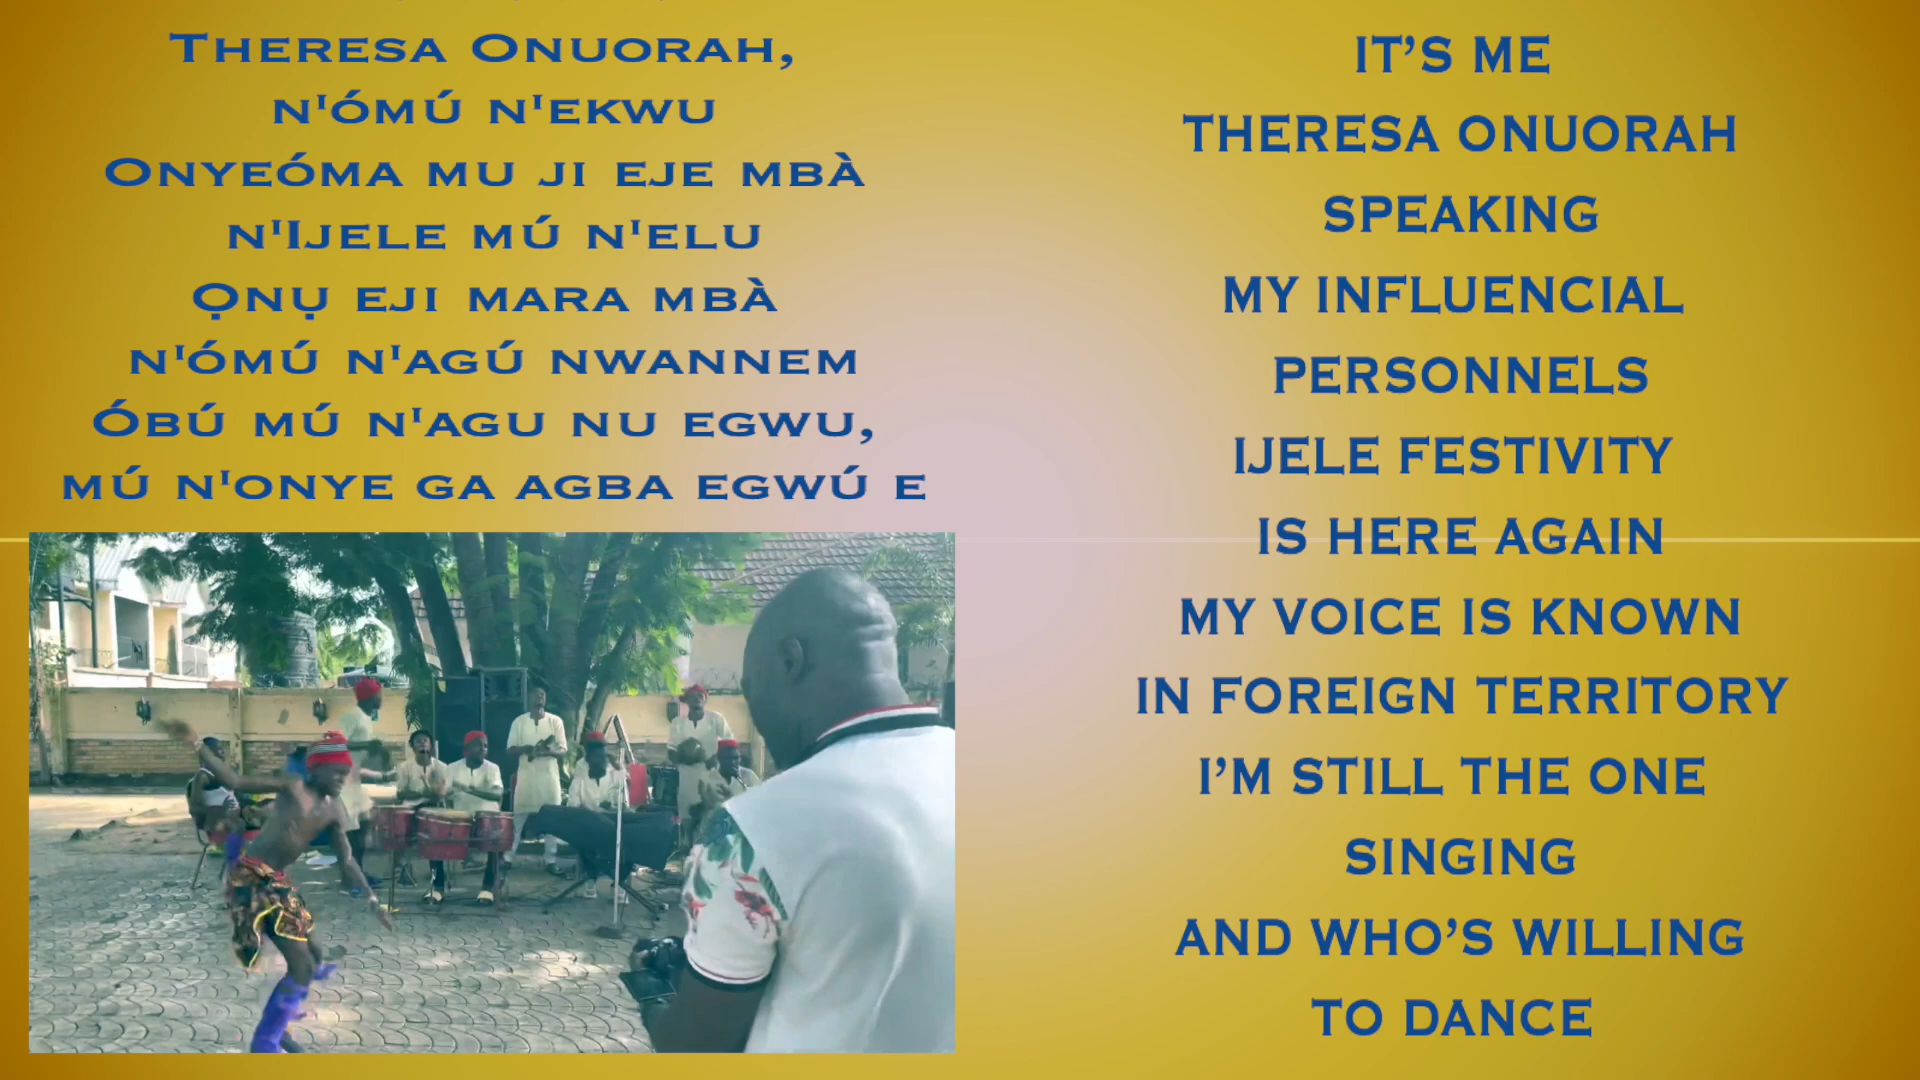 THERESA ONUORAH,
N'ÓMÚ N'EKWU
ONYEÓMA MU JI EJE MBÀ
N'IJELE MÚ N'ELU
ỌNỤ EJI MARA MBÀ
N'ÓMÚ N'AGÚ NWANNEM
ÓBÚ MÚ N'AGU NU EGWU,
MÚ N'ONYE GA AGBA EGWÚ E
IT’S ME
THERESA ONUORAH
SPEAKING
MY INFLUENCIAL
PERSONNELS
IJELE FESTIVITY
IS HERE AGAIN
MY VOICE IS KNOWN
IN FOREIGN TERRITORY
I’M STILL THE ONE
SINGING
AND WHO’S WILLING
TO DANCE